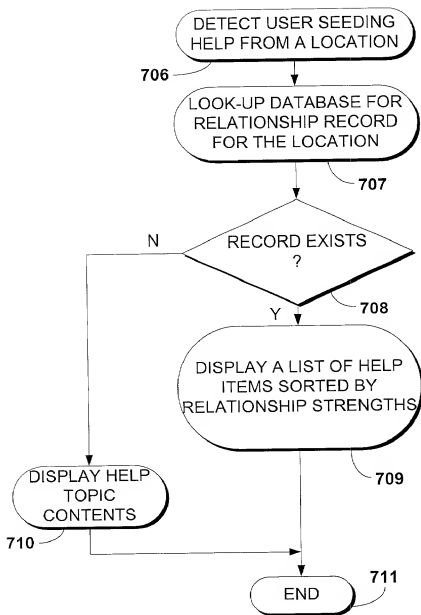 DETECT USER SEEDING
HELP FROM A LOCATION
706
LOOK-UP DATABASE FOR
RELATIONSHIP RECORD
FOR THE LOCATION
707
N
RECORD EXISTS
?
708
Y
DISPLAY A LIST OF HELP
ITEMS SORTED BY
RELATIONSHIP STRENGTHS
709
DISPLAY HELP
TOPIC
CONTENTS
710
711
END